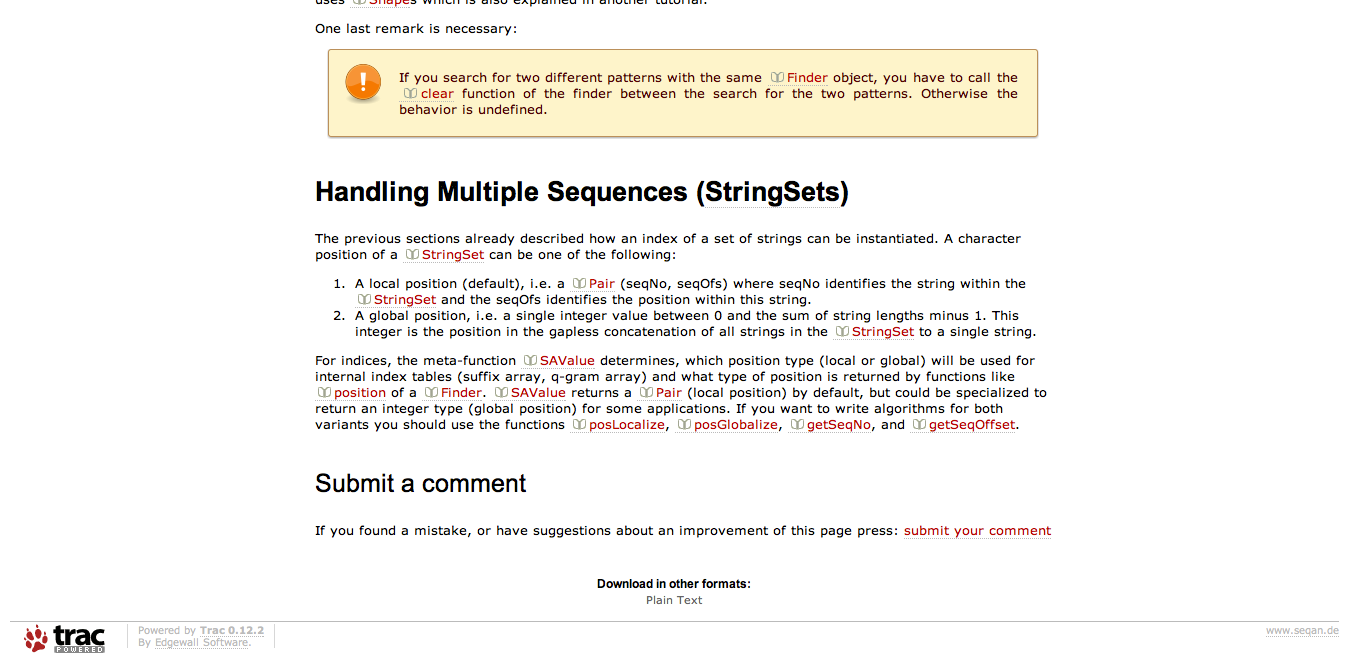 uses Shapes which is also explained in another tutorial.
One last remark is necessary:
If you search for two different patterns with the same Finder object, you have to call the
clear function of the finder between the search for the two patterns. Otherwise the
behavior is undefined.
Handling Multiple Sequences (StringSets)
The previous sections already described how an index of a set of strings can be instantiated. A character
position of a StringSet can be one of the following:
1. A local position (default), i.e. a Pair (seqNo, seqOfs) where seqNo identifies the string within the
StringSet and the seqOfs identifies the position within this string.
2. A global position, i.e. a single integer value between 0 and the sum of string lengths minus 1. This
integer is the position in the gapless concatenation of all strings in the StringSet to a single string.
For indices, the meta-function SAValue determines, which position type (local or global) will be used for
internal index tables (suffix array, q-gram array) and what type of position is returned by functions like
position of a Finder. SAValue returns a Pair (local position) by default, but could be specialized to
return an integer type (global position) for some applications. If you want to write algorithms for both
variants you should use the functions posLocalize, posGlobalize, getSeqNo, and getSeqOffset.
Submit a comment
If you found a mistake, or have suggestions about an improvement of this page press: submit your comment
Download in other formats:
Plain Text
trac
POWERED
Powered by Trac 0.12.2
By Edgewall Software.
www.seqan.de